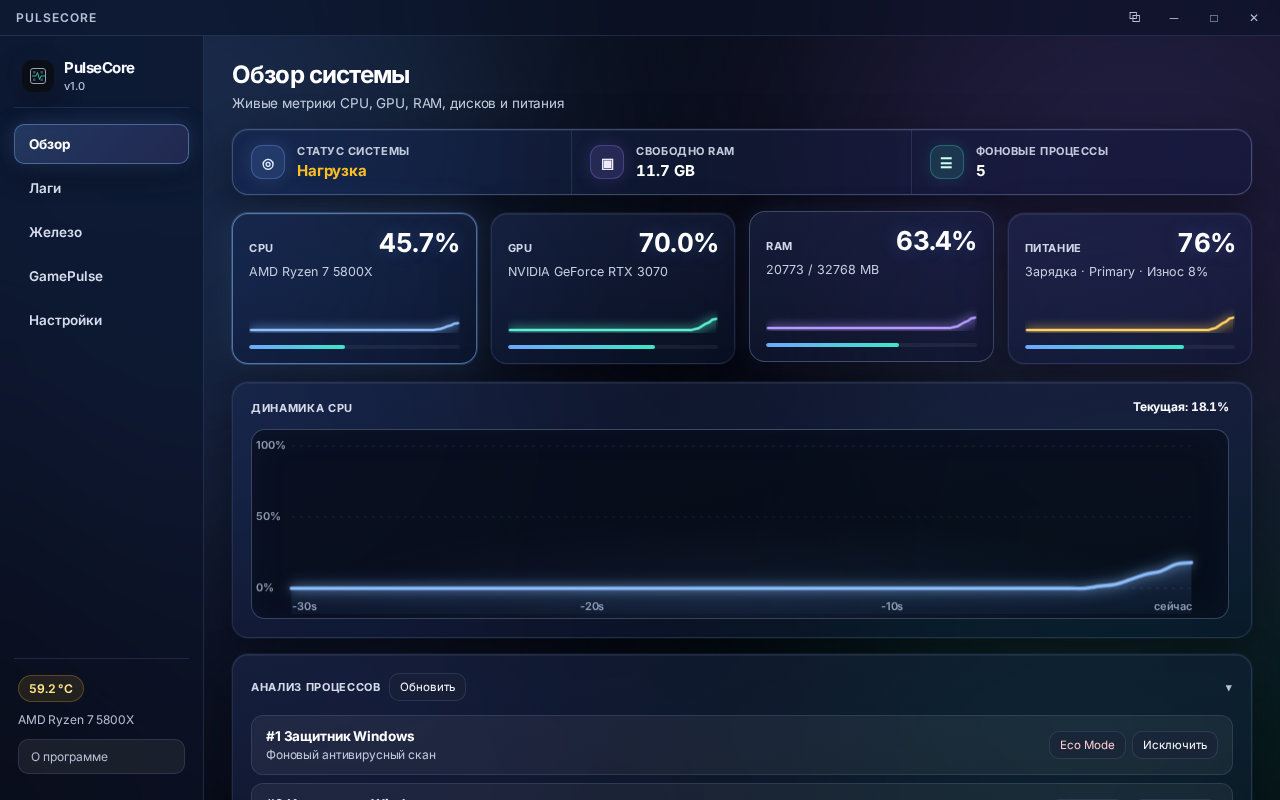 PULSECORE
PulseCore
v1.0
Обзор
Лаги
Железо
GamePulse
Настройки
59.2 °C
AMD Ryzen 7 5800X
О программе
Обзор системы
Живые метрики CPU, GPU, RAM, дисков и питания
СТАТУС СИСТЕМЫ
Нагрузка
СВОБОДНО RAM
11.7 GB
ФОНОВЫЕ ПРОЦЕССЫ
5
CPU 45.7%
AMD Ryzen 7 5800X
GPU 70.0%
NVIDIA GeForce RTX 3070
RAM 63.4%
20773 / 32768 MB
ПИТАНИЕ 76%
Зарядка · Primary · Износ 8%
ДИНАМИКА CPU
Текущая: 18.1%
100%
50%
0%
-30s -20s -10s сейчас
АНАЛИЗ ПРОЦЕССОВ Обновить
#1 Защитник Windows
Фоновый антивирусный скан
Eco Mode Исключить